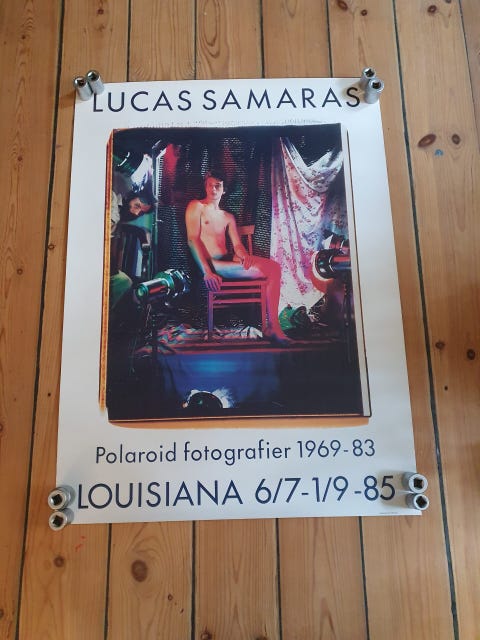 LUCAS SAMARAS
Polaroid fotografier 1969-83
LOUISIANA 6/7-1/9-85